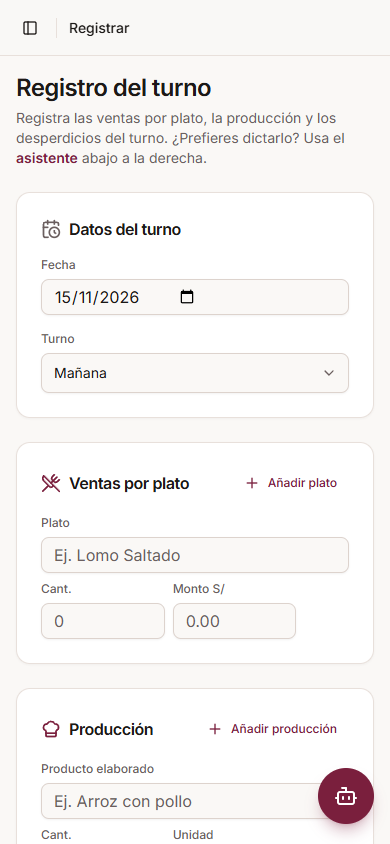 Registrar
Registro del turno
Registra las ventas por plato, la producción y los
desperdicios del turno. ¿Prefieres dictarlo? Usa el
asistente abajo a la derecha.
Datos del turno
Fecha
15/11/2026
Turno
Mañana
Ventas por plato
Añadir plato
Plato
Ej. Lomo Saltado
Cant.
Monto S/
0
0.00
Producción
Añadir producción
Producto elaborado
Ej. Arroz con pollo
Cant.
Unidad